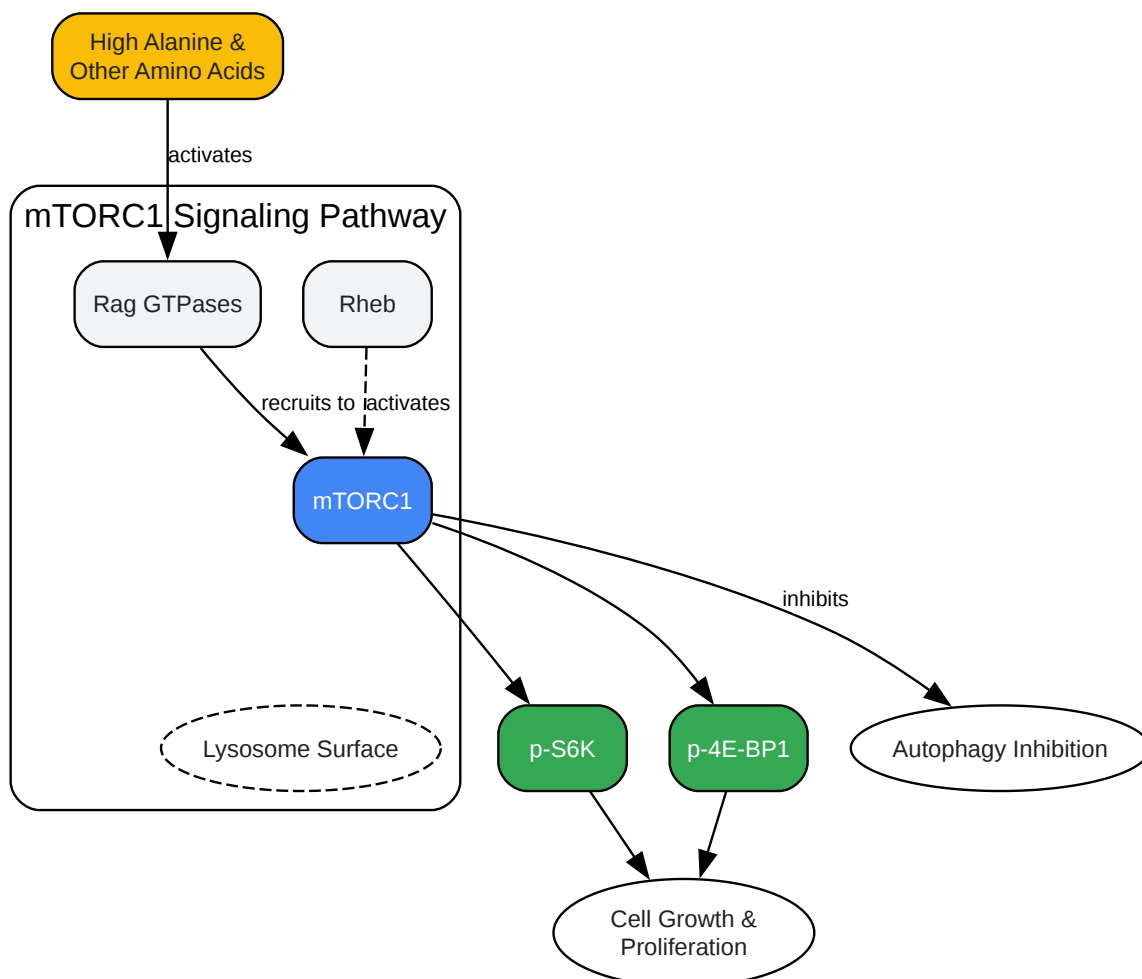 High Alanine &
Other Amino Acids
activates
mTORC1 Signaling Pathway
Rag GTPases
Rheb
recruits to
activates
mTORC1
inhibits
Lysosome Surface
p-S6K
p-4E-BP1
Autophagy Inhibition
Cell Growth &
Proliferation